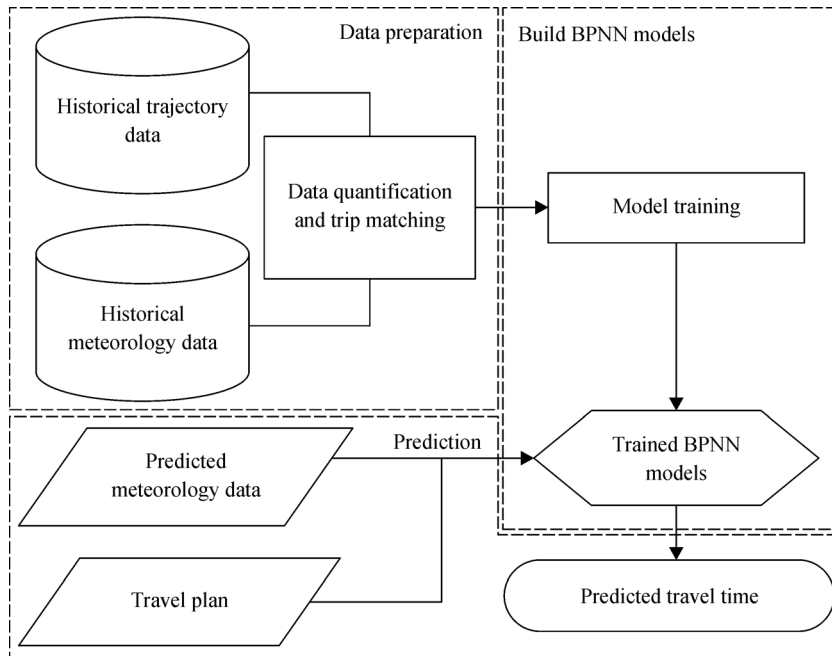 Data preparation
Build BPNN models
Historical trajectory
data
Data quantification
and trip matching
Model training
Historical
meteorology data
Prediction
Predicted
meteorology data
Trained BPNN
models
Travel plan
Predicted travel time